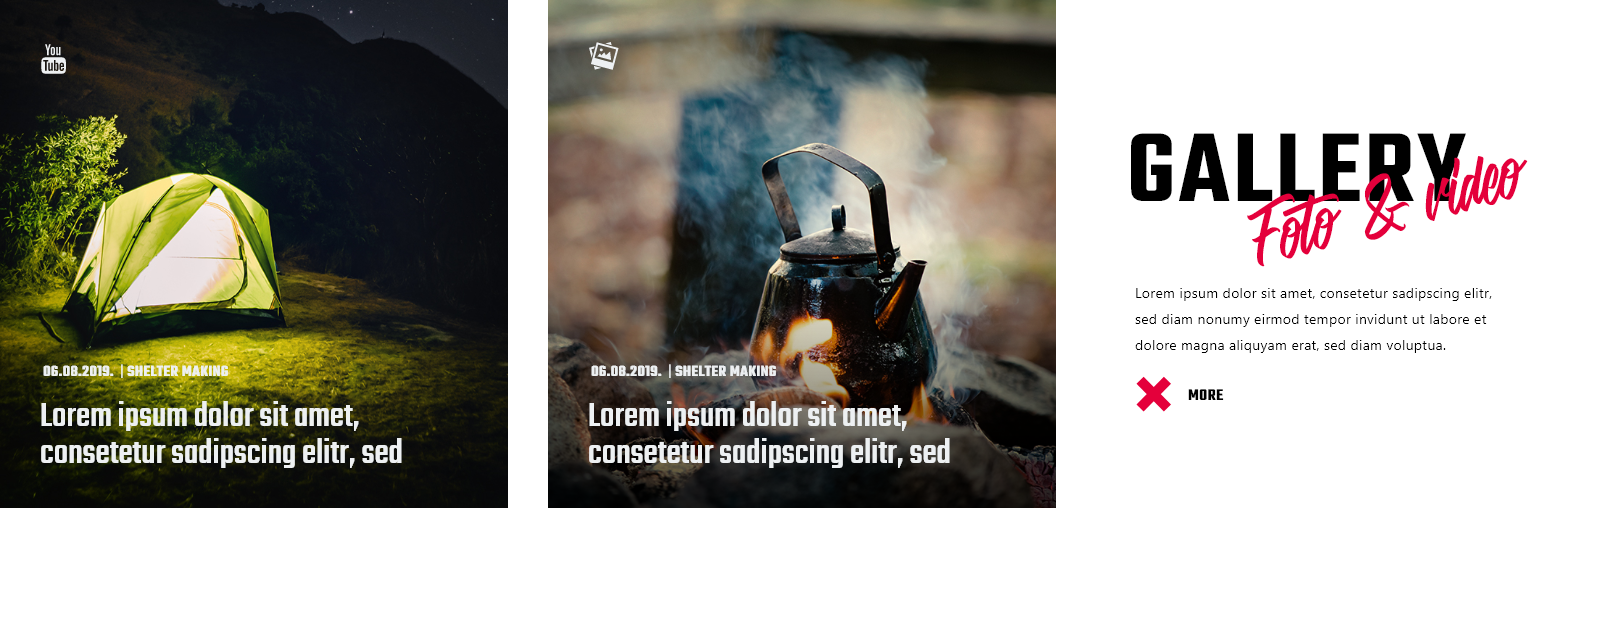 You
Tube
06.08.2019. | SHELTER MAKING
Lorem ipsum dolor sit amet,
consetetur sadipscing elitr, sed
06.08.2019. | SHELTER MAKING
Lorem ipsum dolor sit amet,
consetetur sadipscing elitr, sed
GALLERY
Foto & video
Lorem ipsum dolor sit amet, consetetur sadipscing elitr,
sed diam nonumy eirmod tempor invidunt ut labore et
dolore magna aliquyam erat, sed diam voluptua.
MORE